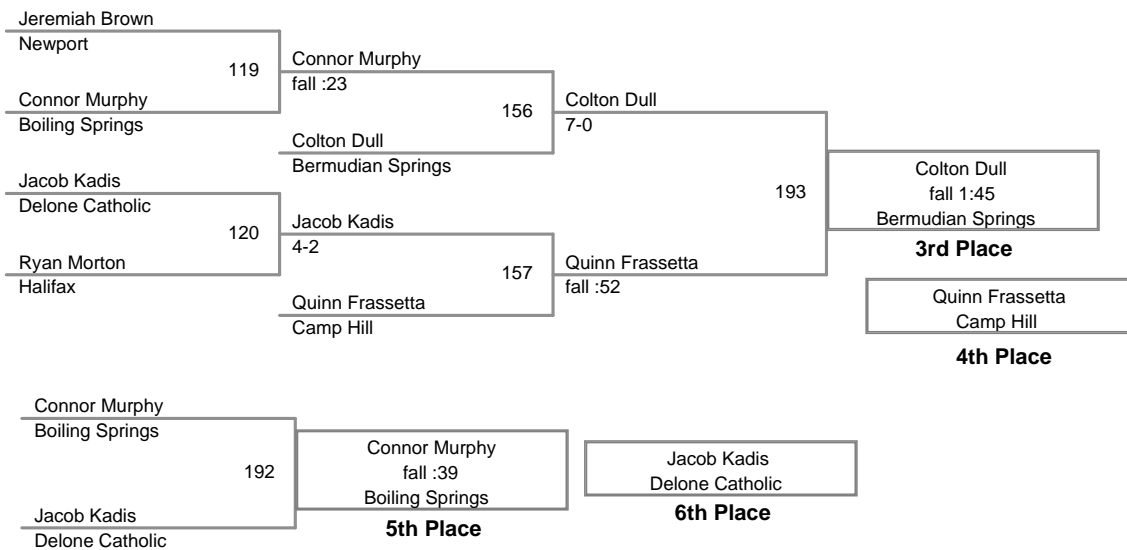 Jeremiah Brown
Newport
119
Connor Murphy
fall :23
Connor Murphy
Boiling Springs
156
Colton Dull
7-0
Colton Dull
Bermudian Springs
Jacob Kadis
Delone Catholic
193
Colton Dull
fall 1:45
Bermudian Springs
3rd Place
120
Jacob Kadis
4-2
Ryan Morton
Halifax
157
Quinn Frassetta
fall :52
Quinn Frassetta
Camp Hill
Quinn Frassetta
Camp Hill
4th Place
Connor Murphy
Boiling Springs
192
Connor Murphy
fall :39
Boiling Springs
5th Place
Jacob Kadis
Delone Catholic
6th Place
Jacob Kadis
Delone Catholic